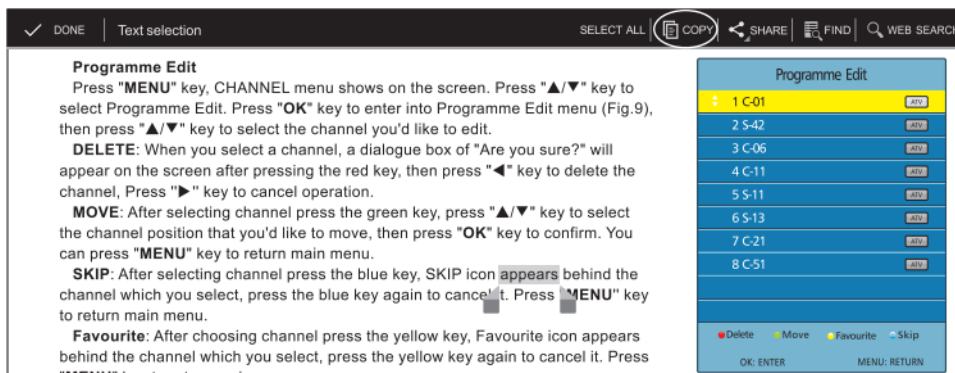 DONE
Text selection
SELECT ALL
COPY
SHARE
FIND
WEB SEARCH
Programme Edit
Press "MENU" key, CHANNEL menu shows on the screen. Press "▲/▼" key to
select Programme Edit. Press "OK" key to enter into Programme Edit menu (Fig.9),
then press "▲/▼" key to select the channel you'd like to edit.
DELETE: When you select a channel, a dialogue box of "Are you sure?" will
appear on the screen after pressing the red key, then press "◀" key to delete the
channel, Press "▶" key to cancel operation.
MOVE: After selecting channel press the green key, press "▲/▼" key to select
the channel position that you'd like to move, then press "OK" key to confirm. You
can press "MENU" key to return main menu.
SKIP: After selecting channel press the blue key, SKIP icon appears behind the
channel which you select, press the blue key again to cancel it. Press "MENU" key
to return main menu.
Favourite: After choosing channel press the yellow key, Favourite icon appears
behind the channel which you select, press the yellow key again to cancel it. Press
Programme Edit
1 C-01 ATV
2 S-42 ATV
3 C-06 ATV
4 C-11 ATV
5 S-11 ATV
6 S-13 ATV
7 C-21 ATV
8 C-51 ATV
Delete Move Favourite Skip
OK: ENTER MENU: RETURN